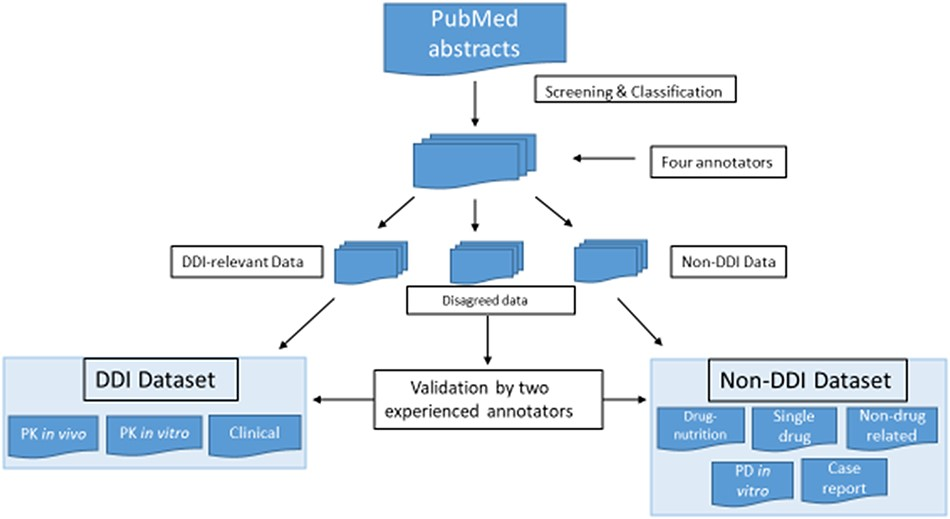 PubMed
abstracts
Screening & Classification
Four annotators
DDI-relevant Data
Non-DDI Data
Disagreed data
DDI Dataset
PK in vivo
PK in vitro
Clinical
Validation by two
experienced annotators
Non-DDI Dataset
Drug-
nutrition
Single
drug
Non-drug
related
PD in
vitro
Case
report